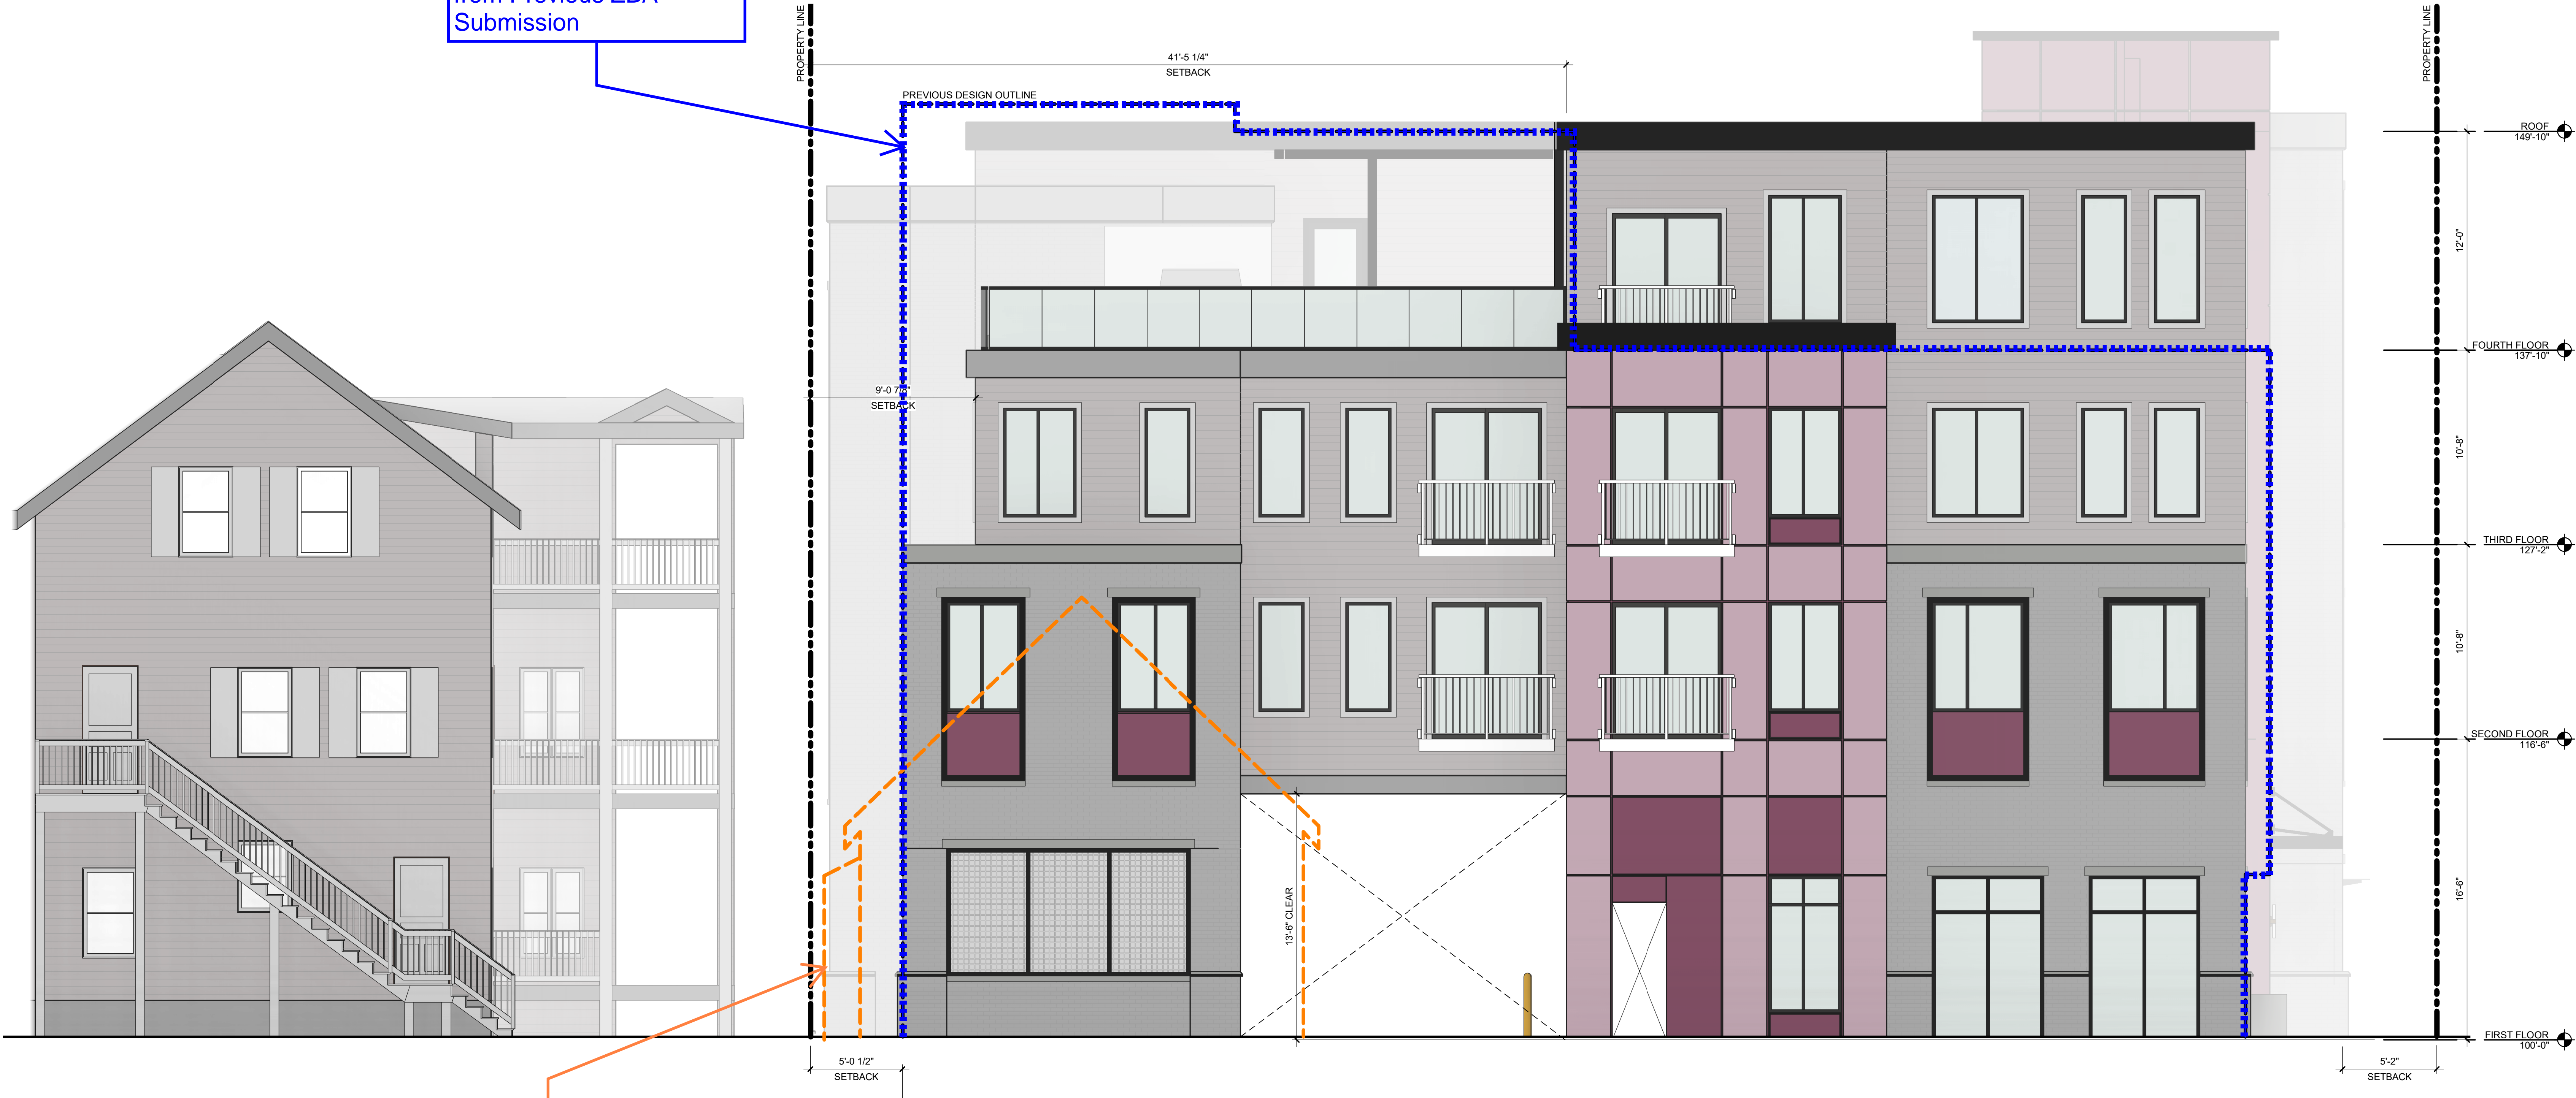 Submission
PROPERTY LINE
41'-5 1/4"
SETBACK
PROPERTY LINE
PREVIOUS DESIGN OUTLINE
ROOF
149'-10"
12'-0"
FOURTH FLOOR
137'-10"
9'-0 7/8"
SETBACK
10'-8"
THIRD FLOOR
127'-2"
10'-8"
SECOND FLOOR
116'-6"
13'-6" CLEAR
16'-6"
FIRST FLOOR
100'-0"
5'-0 1/2"
SETBACK
5'-2"
SETBACK